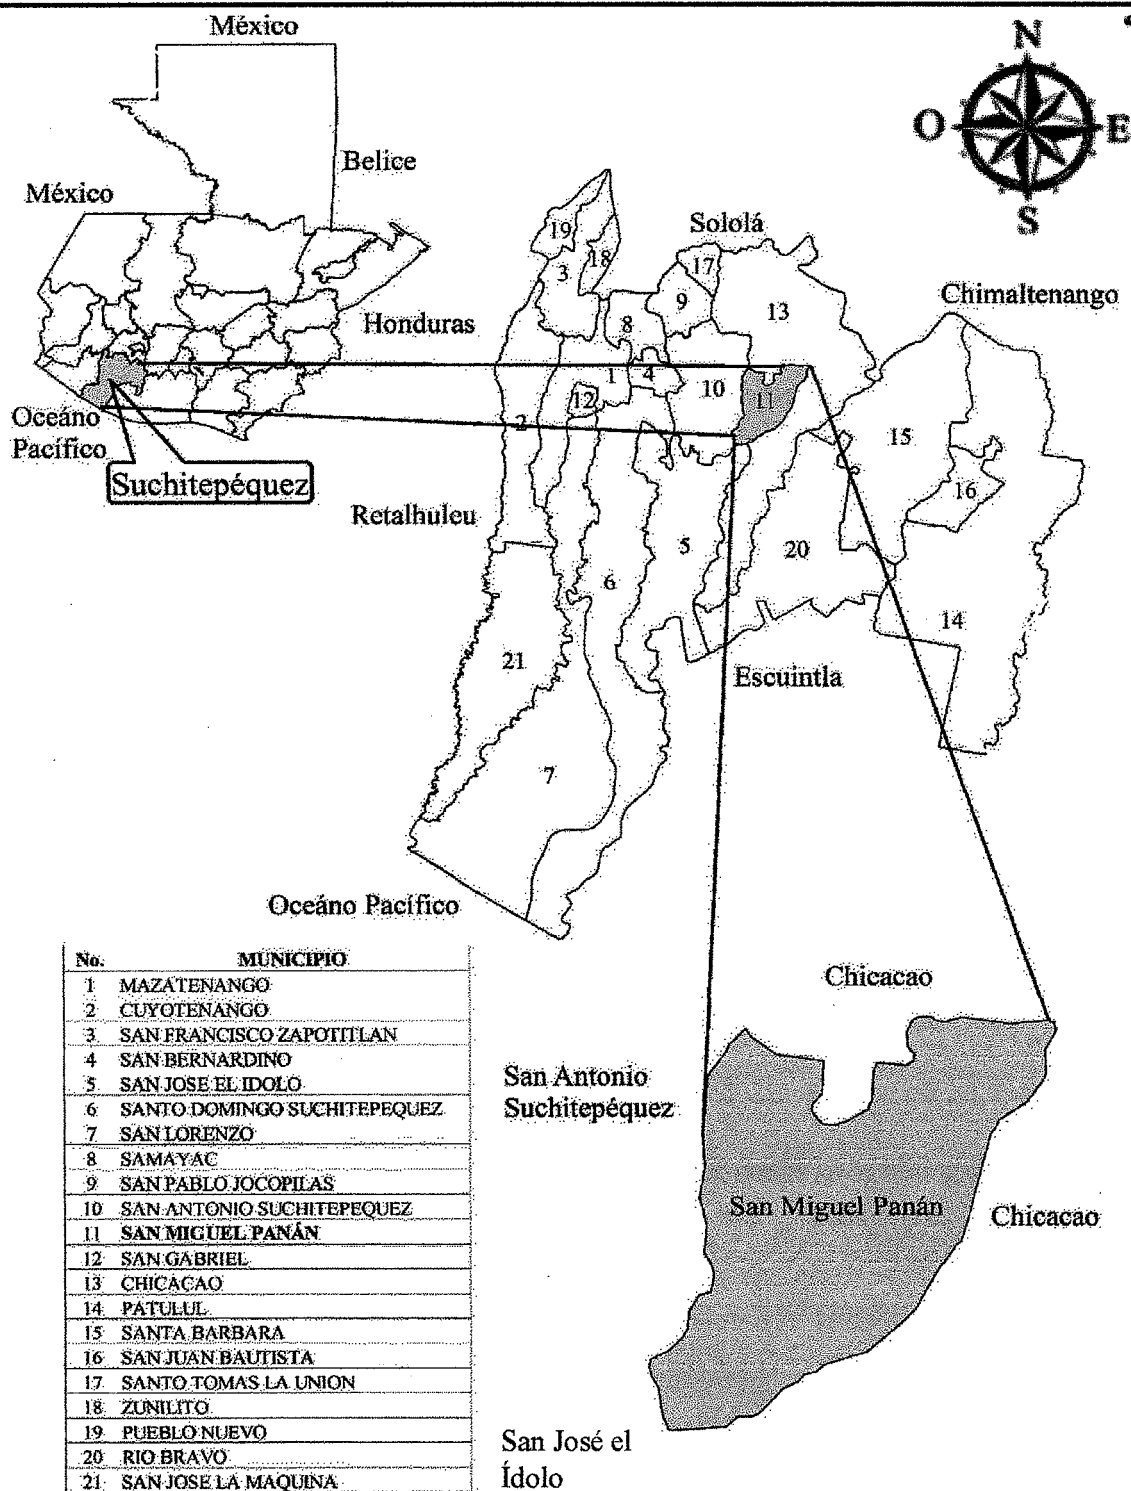 México
N
O
E
S
Belice
México
Sololá
19
18
3
17
9
13
Chimaltenango
Honduras
8
1
4
10
11
12
2
15
16
Oceáno
Pacífico
Suchitepéquez
Retalhuleu
5
20
6
14
21
Escuintla
7
Oceáno Pacífico
No. MUNICIPIO
1 MAZATENANGO
2 CUYOTENANGO
3 SAN FRANCISCO ZAPOTITLAN
4 SAN BERNARDINO
5 SAN JOSE EL IDOLO
6 SANTO DOMINGO SUCHITEPEQUEZ
7 SAN LORENZO
8 SAMAYAC
9 SAN PABLO JOCOPILAS
10 SAN ANTONIO SUCHITEPEQUEZ
11 SAN MIGUEL PANÁN
12 SAN GABRIEL
13 CHICACAO
14 PATULUL
15 SANTA BARBARA
16 SAN JUAN BAUTISTA
17 SANTO TOMAS LA UNION
18 ZUNILITO
19 PUEBLO NUEVO
20 RIO BRAVO
21 SAN JOSE LA MAQUINA
Chicacao
San Antonio
Suchitepéquez
San Miguel Panán
Chicacao
San José el
Ídolo